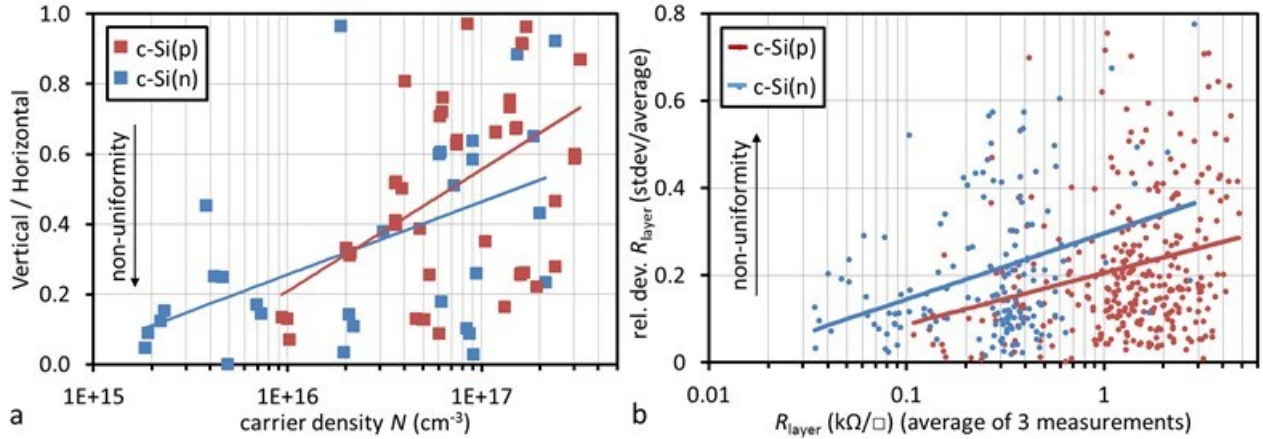 1.0
0.8
0.6
0.4
0.2
0.0
Vertical / Horizontal
non-uniformity
c-Si(p)
c-Si(n)
1E+15
1E+16
1E+17
carrier density N (cm⁻³)
a
0.8
0.6
0.4
0.2
0
rel. dev. Rlayer (stdev/average)
non-uniformity
c-Si(p)
c-Si(n)
0.01
0.1
1
Rlayer (kΩ/□) (average of 3 measurements)
b